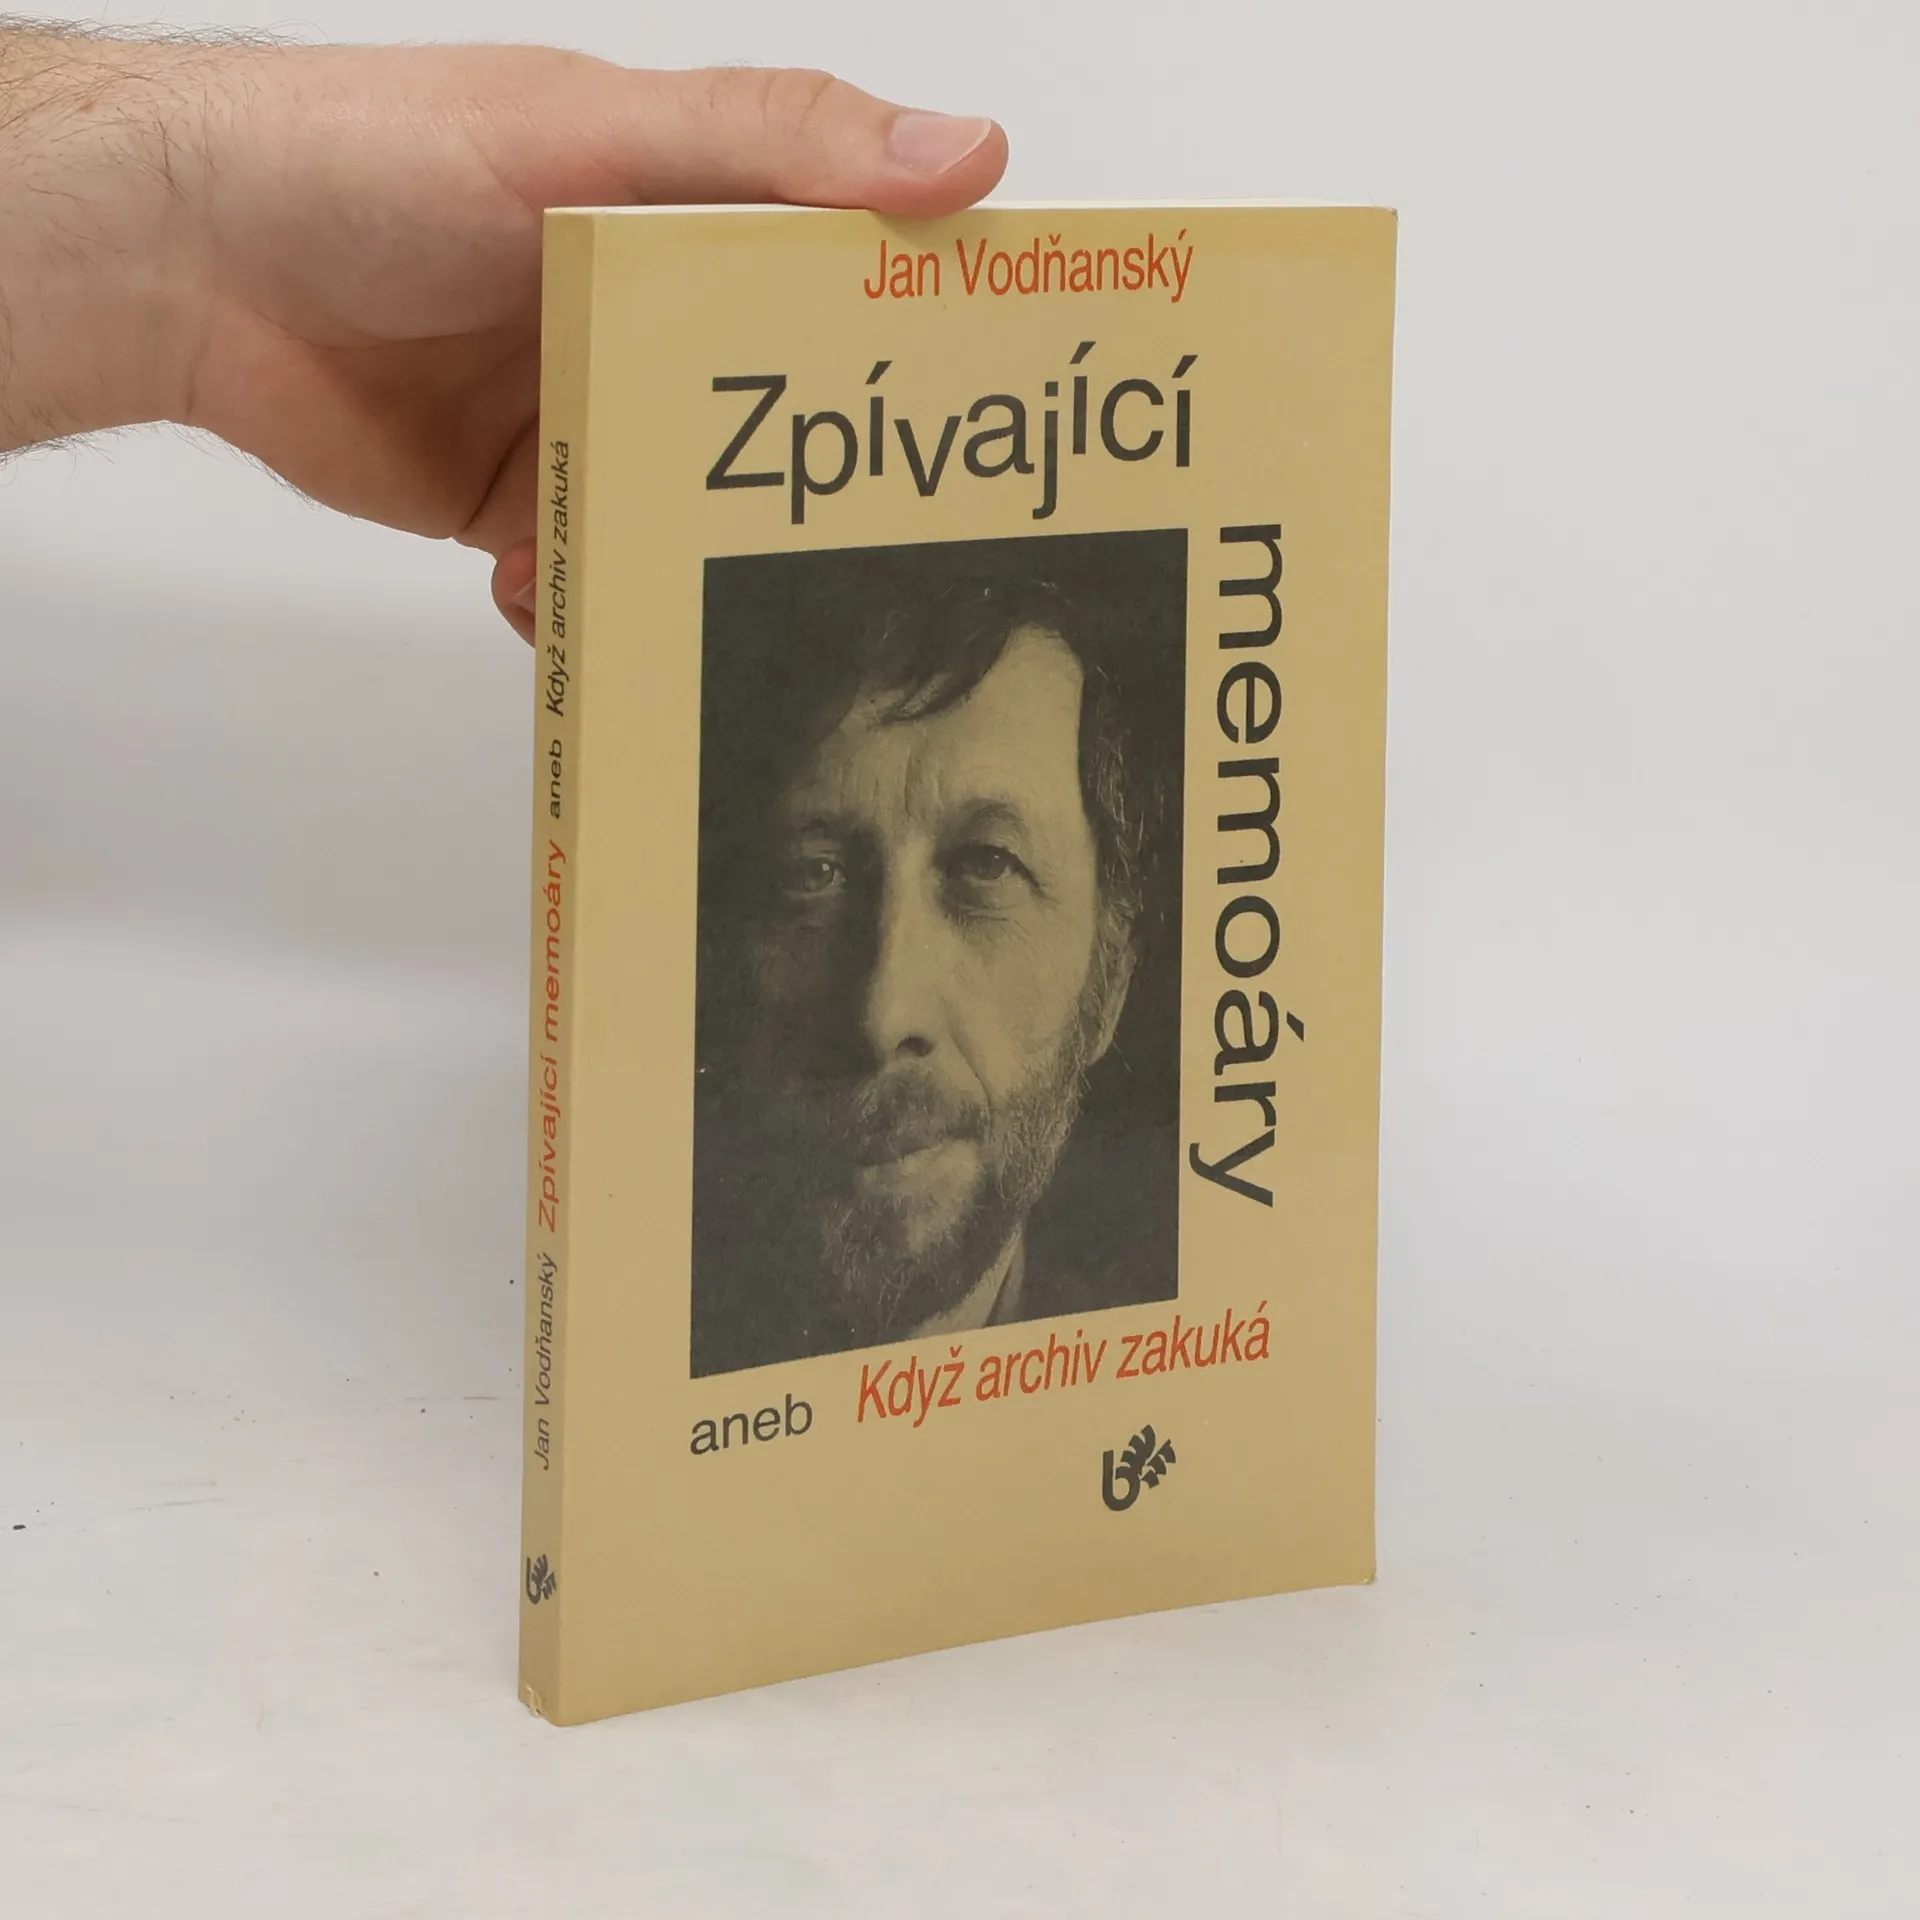 Jan Vodňanský
Zpívající
memoáry
aneb Když archiv zakuká
b
Jan Vodňanský Zpívající memoáry aneb Když archiv zakuká
b